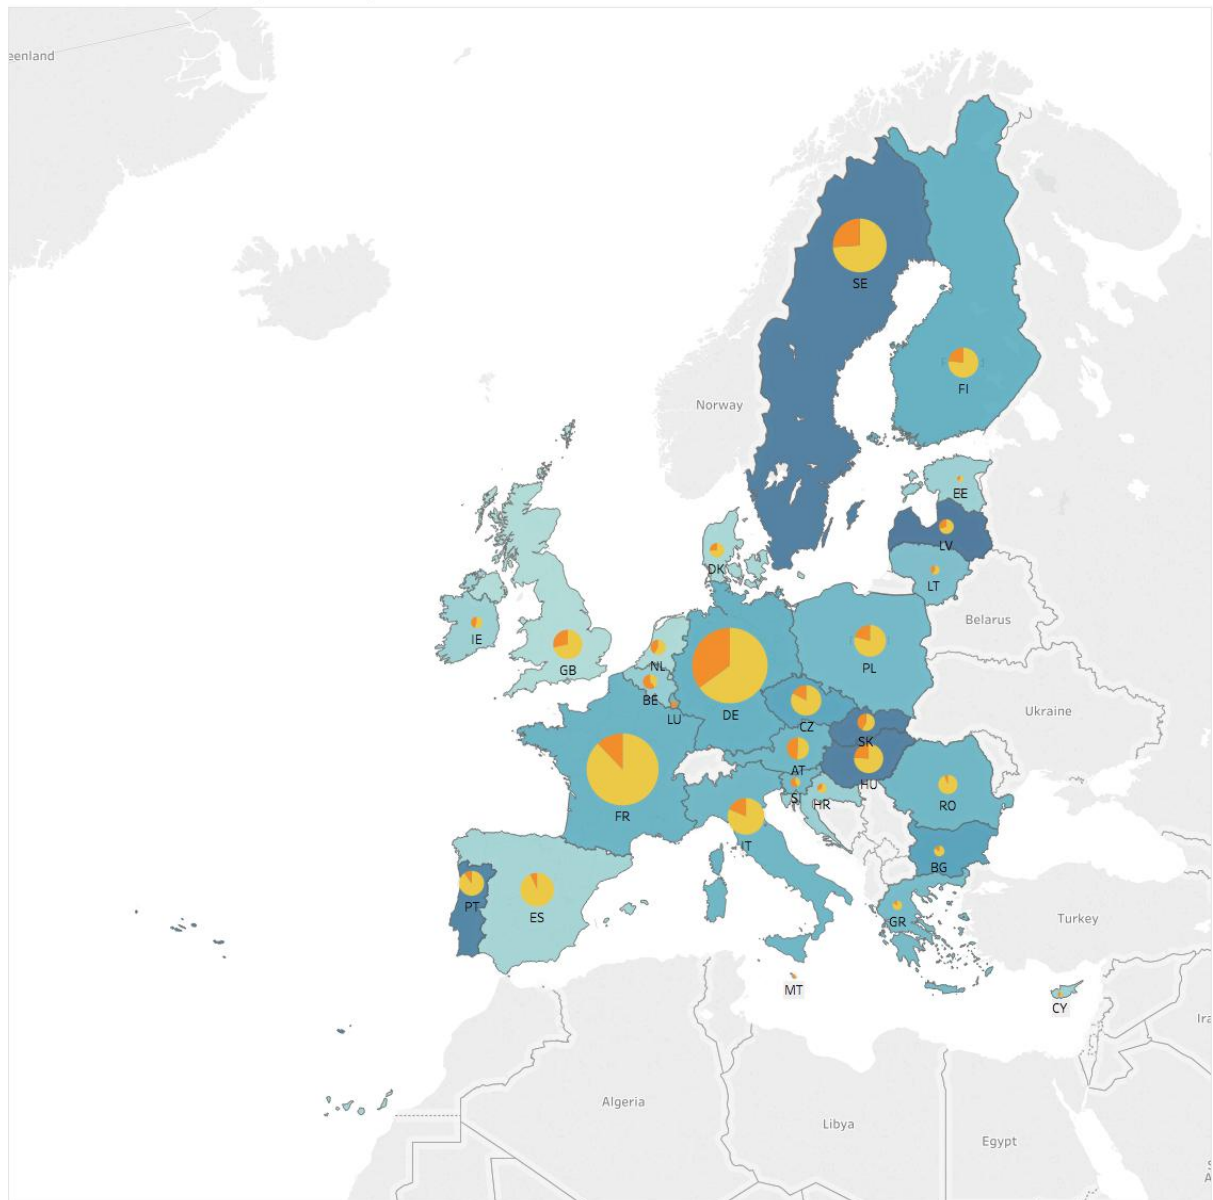 eenland
SE
Norway
FI
EE
LV
DK
LT
Belarus
IE
GB
NL
PL
BE
LU
DE
CZ
Ukraine
SK
AT
HU
SI
HR
RO
FR
IT
BG
PT
ES
GR
Turkey
MT
CY
Ira
Algeria
Libya
Egypt